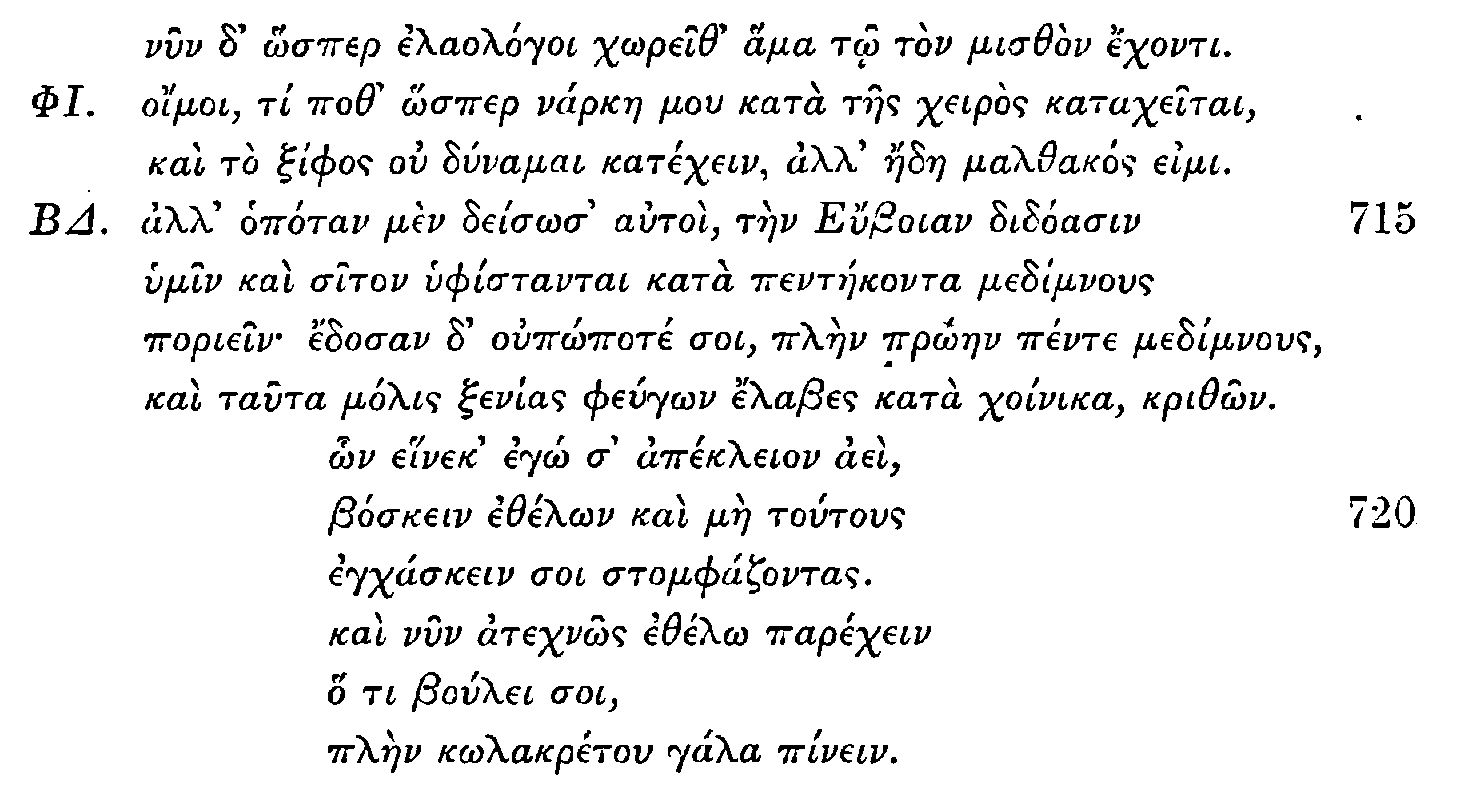 νῦν δ' ὥσπερ ἐλαολόγοι χωρεῖθ' ἅμα τῷ τὸν μισθὸν ἔχοντι.
ΦΙ. οἴμοι, τί ποθ' ὥσπερ νάρκη μου κατὰ τῆς χειρὸς καταχεῖται,
καὶ τὸ ξίφος οὐ δύναμαι κατέχειν, ἀλλ' ἤδη μαλθακός εἰμι.
ΒΔ. ἀλλ' ὁπόταν μὲν δείσωσ' αὐτοὶ, τὴν Εὔβοιαν διδόασιν 715
ὑμῖν καὶ σῖτον ὑφίστανται κατὰ πεντήκοντα μεδίμνους
ποριεῖν· ἔδοσαν δ' οὐπώποτέ σοι, πλὴν πρώην πέντε μεδίμνους,
καὶ ταῦτα μόλις ξενίας φεύγων ἔλαβες κατὰ χοίνικα, κριθῶν.
ὧν εἵνεκ' ἐγώ σ' ἀπέκλειον ἀεὶ,
βόσκειν ἐθέλων καὶ μὴ τούτους 720
ἐγχάσκειν σοι στομφάζοντας.
καὶ νῦν ἀτεχνῶς ἐθέλω παρέχειν
ὅ τι βούλει σοι,
πλὴν κωλακρέτου γάλα πίνειν.